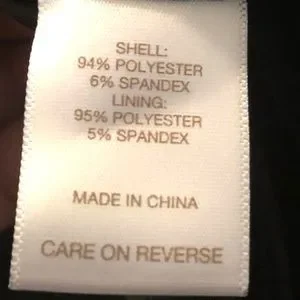 SHELL:
94% POLYESTER
6% SPANDEX
LINING:
95% POLYESTER
5% SPANDEX
MADE IN CHINA
CARE ON REVERSE